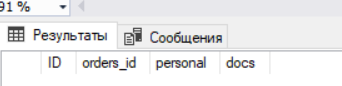 91 %
Результаты Сообщения
ID orders_id personal docs